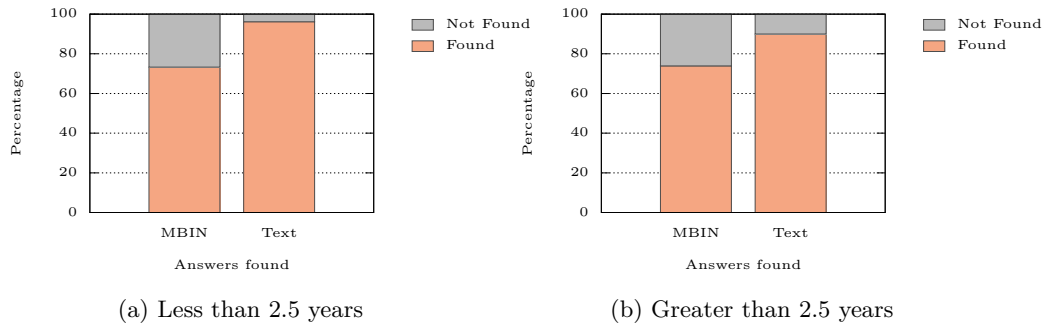 100
80
60
40
20
0
Percentage
MBIN
Text
Answers found
Not Found
Found
(a) Less than 2.5 years
100
80
60
40
20
0
Percentage
MBIN
Text
Answers found
Not Found
Found
(b) Greater than 2.5 years